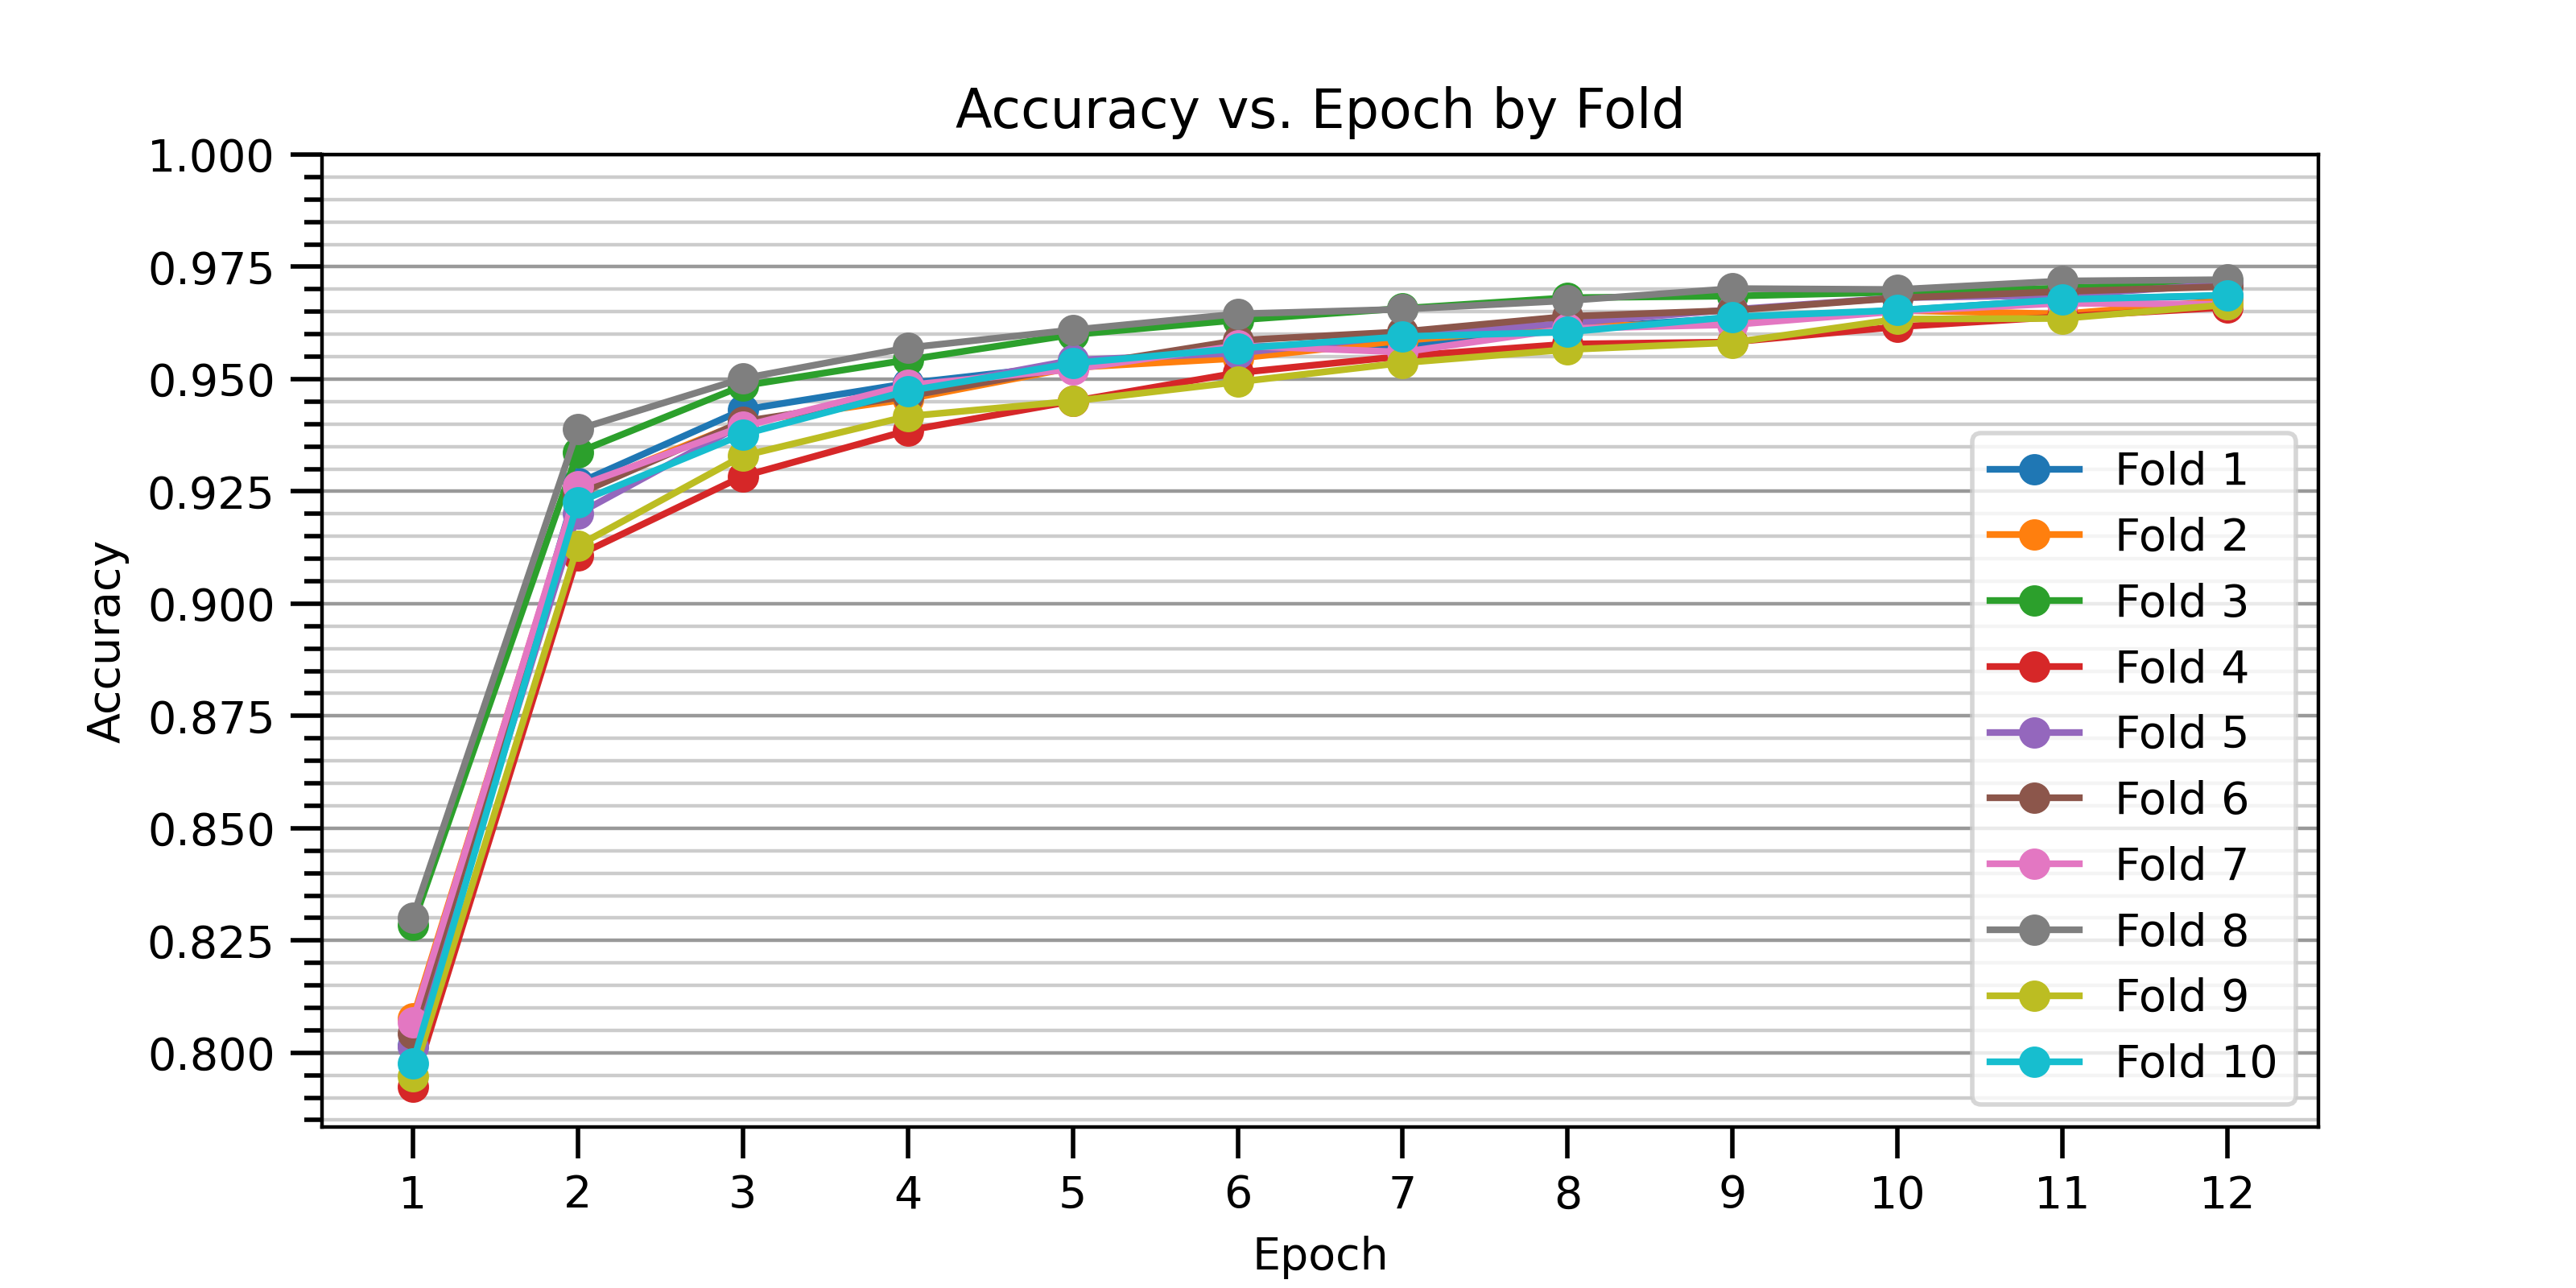 Accuracy vs. Epoch by Fold
1.000
0.975
0.950
0.925
0.900
0.875
0.850
0.825
0.800
Accuracy
Fold 1
Fold 2
Fold 3
Fold 4
Fold 5
Fold 6
Fold 7
Fold 8
Fold 9
Fold 10
1 2 3 4 5 6 7 8 9 10 11 12
Epoch